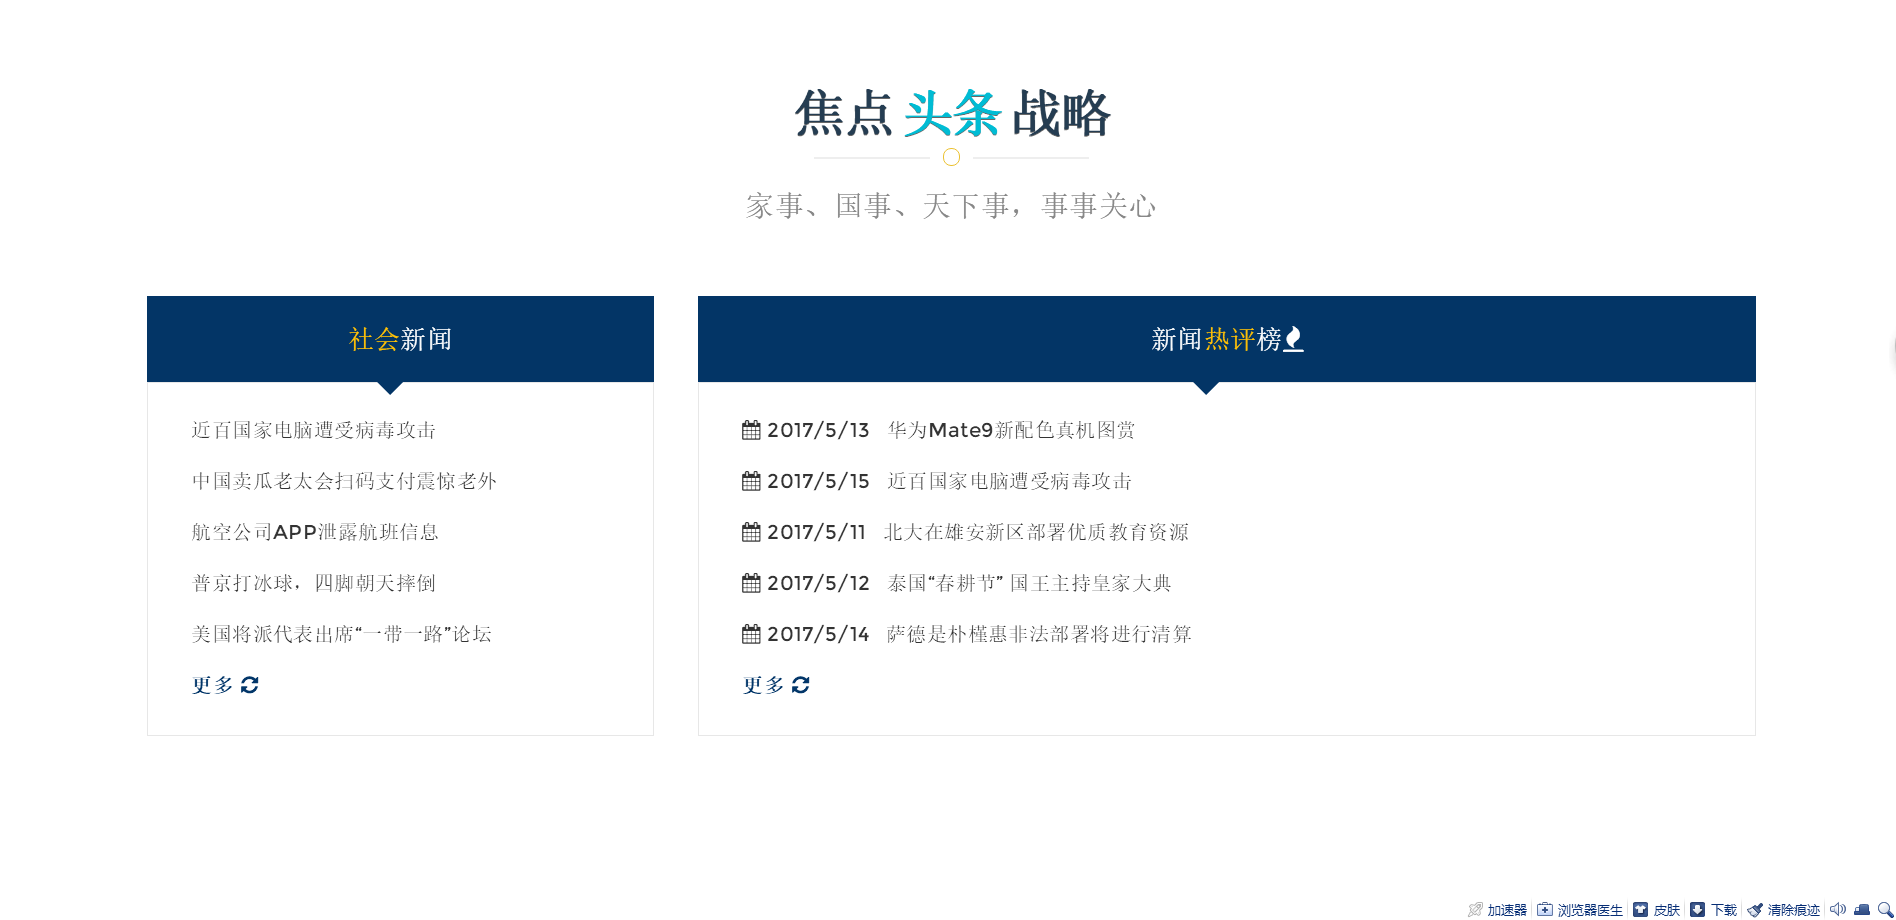 焦点 头条 战略
家事、国事、天下事，事事关心
社会新闻
近百国家电脑遭受病毒攻击
中国卖瓜老太会扫码支付震惊老外
航空公司APP泄露航班信息
普京打冰球，四脚朝天摔倒
美国将派代表出席“一带一路”论坛
更多
新闻热评榜
2017/5/13 华为Mate9新配色真机图赏
2017/5/15 近百国家电脑遭受病毒攻击
2017/5/11 北大在雄安新区部署优质教育资源
2017/5/12 泰国“春耕节” 国王主持皇家大典
2017/5/14 萨德是朴槿惠非法部署将进行清算
更多
加速器 浏览器医生 皮肤 下载 清除痕迹